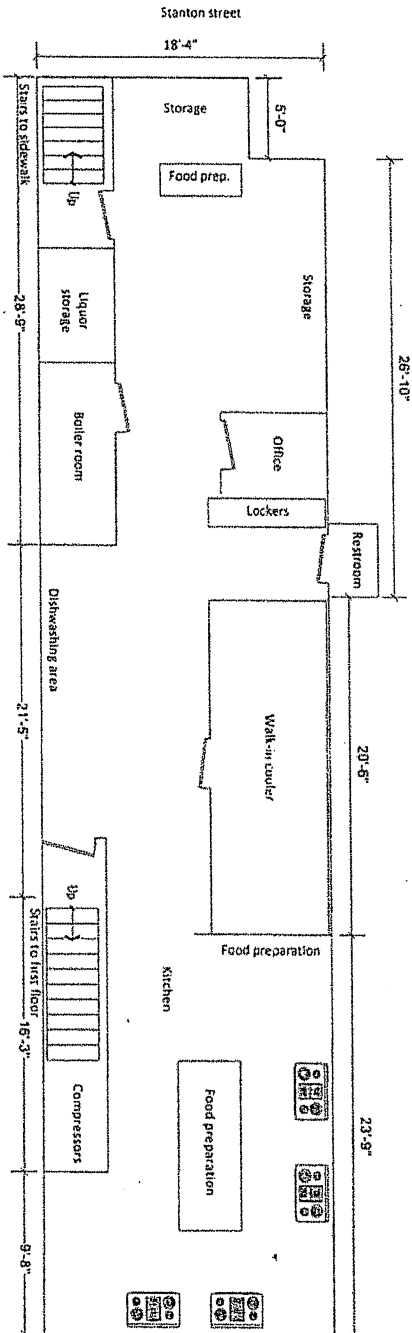 Stanton street
18'-4"
5'-0"
Storage
Food prep.
Stairs to sidewalk
Up
Storage
26'-10"
Liquor
storage
28'-9"
Boiler room
Office
Lockers
Restroom
Dishwashing area
21'-5"
Walk-in cooler
20'-6"
Up
Stairs to first floor
Food preparation
Kitchen
16'-3"
Compressors
Food preparation
23'-9"
9'-8"